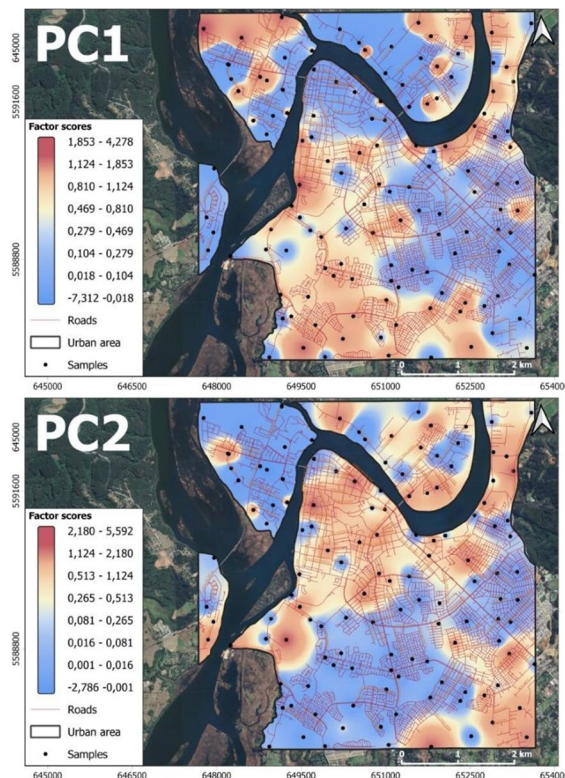 PC1
645000
5591600
5588800
Factor scores
1,853 - 4,278
1,124 - 1,853
0,810 - 1,124
0,469 - 0,810
0,279 - 0,469
0,104 - 0,279
0,018 - 0,104
-7,312 -0,018
Roads
Urban area
Samples
0 1 2 km
645000 646500 648000 649500 651000 652500 654000
PC2
645000
5591600
5588800
Factor scores
2,180 - 5,592
1,124 - 2,180
0,513 - 1,124
0,265 - 0,513
0,081 - 0,265
0,016 - 0,081
0,001 - 0,016
-2,786 -0,001
Roads
Urban area
Samples
0 1 2 km
645000 646500 648000 649500 651000 652500 654000